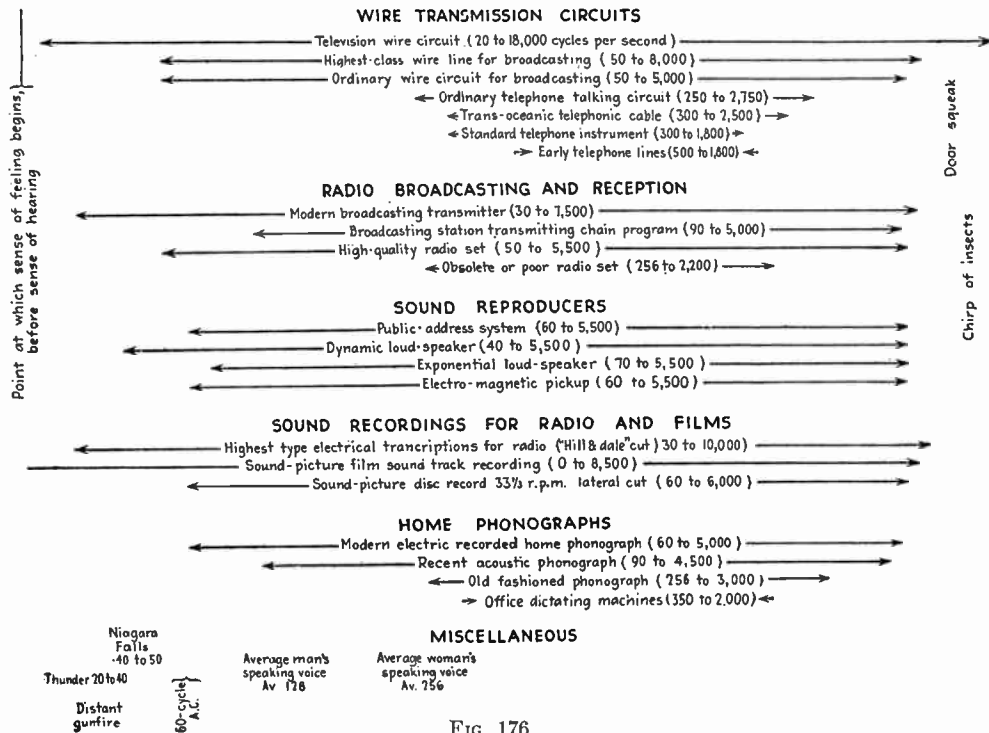 WIRE TRANSMISSION CIRCUITS
Television wire circuit (20 to 18,000 cycles per second)
Highest-class wire line for broadcasting (50 to 8,000)
Ordinary wire circuit for broadcasting (50 to 5,000)
Ordinary telephone talking circuit (250 to 2,750)
Trans-oceanic telephonic cable (300 to 2,500)
Standard telephone instrument (300 to 1,800)
Early telephone lines (500 to 1,800)
Point at which sense of feeling begins,
before sense of hearing
Door squeak
RADIO BROADCASTING AND RECEPTION
Modern broadcasting transmitter (30 to 7,500)
Broadcasting station transmitting chain program (90 to 5,000)
High-quality radio set (50 to 5,500)
Obsolete or poor radio set (256 to 2,200)
Chirp of insects
SOUND REPRODUCERS
Public-address system (60 to 5,500)
Dynamic loud-speaker (40 to 5,500)
Exponential loud-speaker (70 to 5,500)
Electro-magnetic pickup (60 to 5,500)
SOUND RECORDINGS FOR RADIO AND FILMS
Highest type electrical trancriptions for radio ("Hill & dale" cut) 30 to 10,000)
Sound-picture film sound track recording (0 to 8,500)
Sound-picture disc record 33⅓ r.p.m. lateral cut (60 to 6,000)
HOME PHONOGRAPHS
Modern electric recorded home phonograph (60 to 5,000)
Recent acoustic phonograph (90 to 4,500)
Old fashioned phonograph (256 to 3,000)
Office dictating machines (350 to 2,000)
MISCELLANEOUS
Niagara
Falls
40 to 50
Thunder 20 to 40
Distant
gunfire
60-cycle
A.C.
Average man's
speaking voice
Av 128
Average woman's
speaking voice
Av. 256
FIG. 176